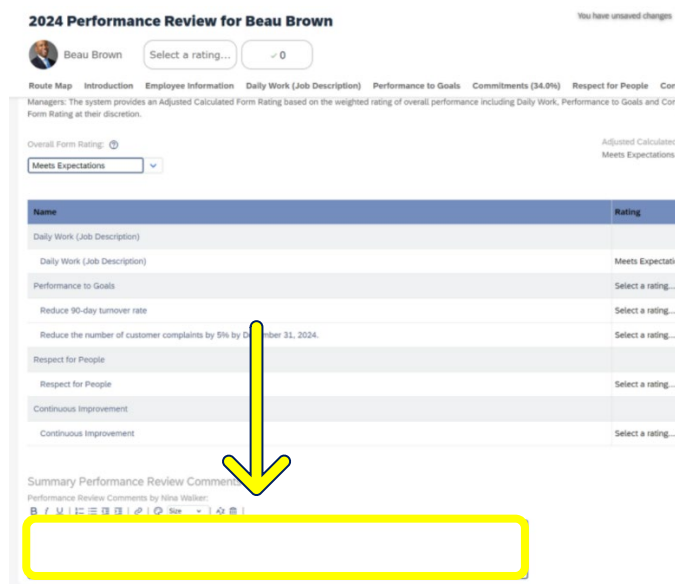 2024 Performance Review for Beau Brown
You have unsaved changes
Beau Brown
Select a rating...
0
Route Map Introduction Employee Information Daily Work (Job Description) Performance to Goals Commitments (34.0%) Respect for People Con
Managers: The system provides an Adjusted Calculated Form Rating based on the weighted rating of overall performance including Daily Work, Performance to Goals and Con
Form Rating at their discretion.
Overall Form Rating:
Adjusted Calculated
Meets Expectations
Meets Expectations
Name Rating
Daily Work (Job Description)
Daily Work (Job Description) Meets Expectati
Performance to Goals Select a rating...
Reduce 90-day turnover rate Select a rating...
Reduce the number of customer complaints by 5% by D mber 31, 2024. Select a rating...
Respect for People
Respect for People Select a rating...
Continuous Improvement
Continuous Improvement Select a rating...
Summary Performance Review Comment
Performance Review Comments by Nina Walker:
B I U Size